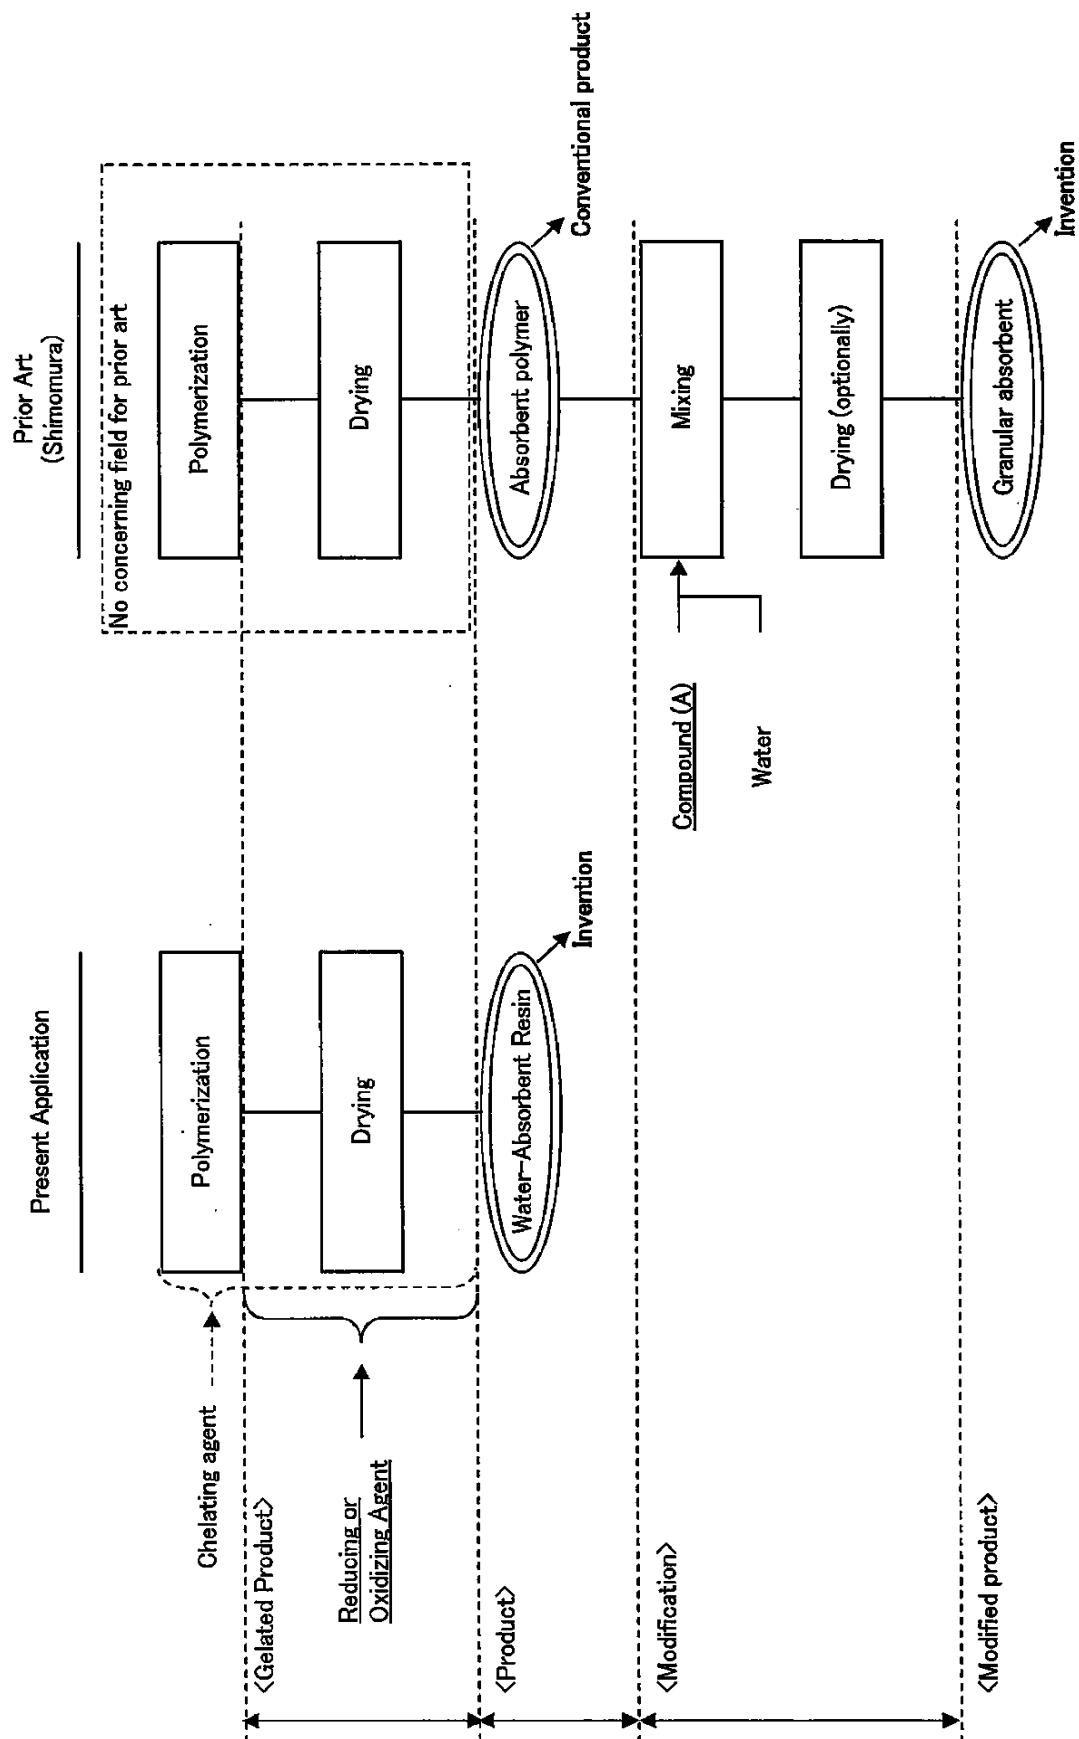 Present Application
Prior Art
(Shimomura)
No concerning field for prior art
Chelating agent
Polymerization
Polymerization
<Gelated Product>
Reducing or
Oxidizing Agent
Drying
Drying
<Product>
Water-Absorbent Resin
Invention
Absorbent polymer
Conventional product
<Modification>
Compound (A)
Water
Mixing
Drying (optionally)
<Modified product>
Granular absorbent
Invention